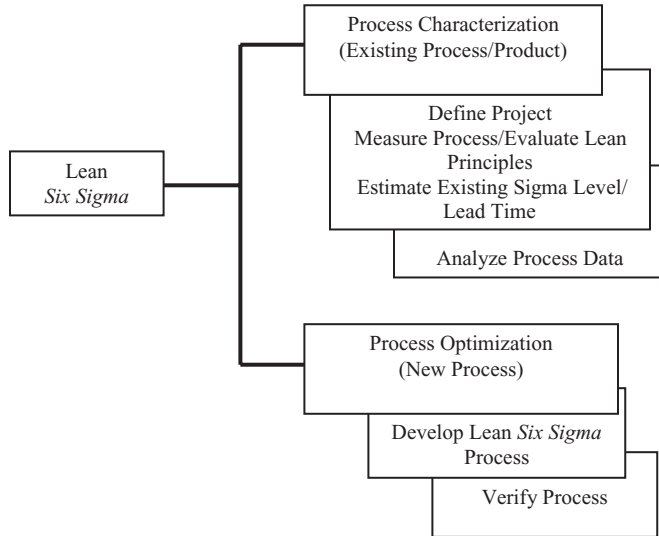 Lean
Six Sigma
Process Characterization
(Existing Process/Product)
Define Project
Measure Process/Evaluate Lean
Principles
Estimate Existing Sigma Level/
Lead Time
Analyze Process Data
Process Optimization
(New Process)
Develop Lean Six Sigma
Process
Verify Process